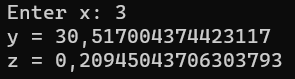 Enter x: 3
y = 30,517004374423117
z = 0,20945043706303793